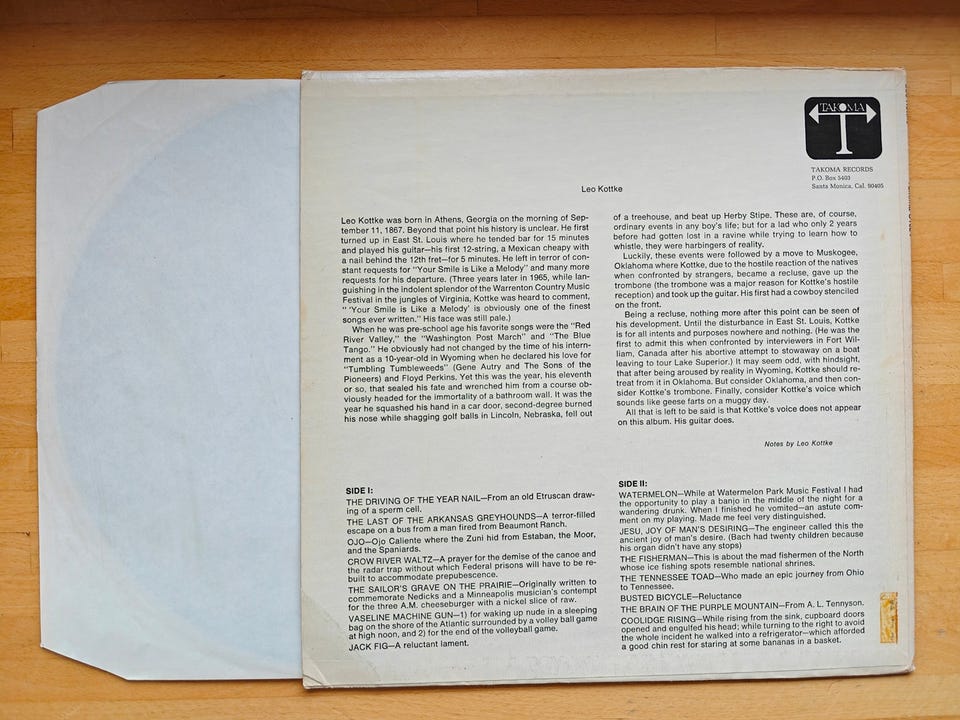 TAKOMA
T
TAKOMA RECORDS
P.O. Box 5403
Santa Monica, Cal. 90405
Leo Kottke
Leo Kottke was born in Athens, Georgia on the morning of Sep-
tember 11, 1867. Beyond that point his history is unclear. He first
turned up in East St. Louis where he tended bar for 15 minutes
and played his guitar—his first 12-string, a Mexican cheapy with
a nail behind the 12th fret—for 5 minutes. He left in terror of con-
stant requests for "Your Smile is Like a Melody" and many more
requests for his departure. (Three years later in 1965, while lan-
guishing in the indolent splendor of the Warrenton Country Music
Festival in the jungles of Virginia, Kottke was heard to comment,
" 'Your Smile is Like a Melody' is obviously one of the finest
songs ever written." His face was still pale.)
When he was pre-school age his favorite songs were the "Red
River Valley," the "Washington Post March" and "The Blue
Tango." He obviously had not changed by the time of his intern-
ment as a 10-year-old in Wyoming when he declared his love for
"Tumbling Tumbleweeds" (Gene Autry and The Sons of the
Pioneers) and Floyd Perkins. Yet this was the year, his eleventh
or so, that sealed his fate and wrenched him from a course ob-
viously headed for the immortality of a bathroom wall. It was the
year he squashed his hand in a car door, second-degree burned
his nose while shagging golf balls in Lincoln, Nebraska, fell out
of a treehouse, and beat up Herby Stipe. These are, of course,
ordinary events in any boy's life; but for a lad who only 2 years
before had gotten lost in a ravine while trying to learn how to
whistle, they were harbingers of reality.
Luckily, these events were followed by a move to Muskogee,
Oklahoma where Kottke, due to the hostile reaction of the natives
when confronted by strangers, became a recluse, gave up the
trombone (the trombone was a major reason for Kottke's hostile
reception) and took up the guitar. His first had a cowboy stenciled
on the front.
Being a recluse, nothing more after this point can be seen of
his development. Until the disturbance in East St. Louis, Kottke
is for all intents and purposes nowhere and nothing. (He was the
first to admit this when confronted by interviewers in Fort Wil-
liam, Canada after his abortive attempt to stowaway on a boat
leaving to tour Lake Superior.) It may seem odd, with hindsight,
that after being aroused by reality in Wyoming, Kottke should re-
treat from it in Oklahoma. But consider Oklahoma, and then con-
sider Kottke's trombone. Finally, consider Kottke's voice which
sounds like geese farts on a muggy day.
All that is left to be said is that Kottke's voice does not appear
on this album. His guitar does.
Notes by Leo Kottke
SIDE I:
THE DRIVING OF THE YEAR NAIL—From an old Etruscan draw-
ing of a sperm cell.
THE LAST OF THE ARKANSAS GREYHOUNDS—A terror-filled
escape on a bus from a man fired from Beaumont Ranch.
OJO—Ojo Caliente where the Zuni hid from Estaban, the Moor,
and the Spaniards.
CROW RIVER WALTZ—A prayer for the demise of the canoe and
the radar trap without which Federal prisons will have to be re-
built to accommodate prepubescence.
THE SAILOR'S GRAVE ON THE PRAIRIE—Originally written to
commemorate Nedicks and a Minneapolis musician's contempt
for the three A.M. cheeseburger with a nickel slice of raw.
VASELINE MACHINE GUN—1) for waking up nude in a sleeping
bag on the shore of the Atlantic surrounded by a volley ball game
at high noon, and 2) for the end of the volleyball game.
JACK FIG—A reluctant lament.
SIDE II:
WATERMELON—While at Watermelon Park Music Festival I had
the opportunity to play a banjo in the middle of the night for a
wandering drunk. When I finished he vomited—an astute com-
ment on my playing. Made me feel very distinguished.
JESU, JOY OF MAN'S DESIRING—The engineer called this the
ancient joy of man's desire. (Bach had twenty children because
his organ didn't have any stops)
THE FISHERMAN—This is about the mad fishermen of the North
whose ice fishing spots resemble national shrines.
THE TENNESSEE TOAD—Who made an epic journey from Ohio
to Tennessee.
BUSTED BICYCLE—Reluctance
THE BRAIN OF THE PURPLE MOUNTAIN—From A. L. Tennyson.
COOLIDGE RISING—While rising from the sink, cupboard doors
opened and engulfed his head; while turning to the right to avoid
the whole incident he walked into a refrigerator—which afforded
a good chin rest for staring at some bananas in a basket.